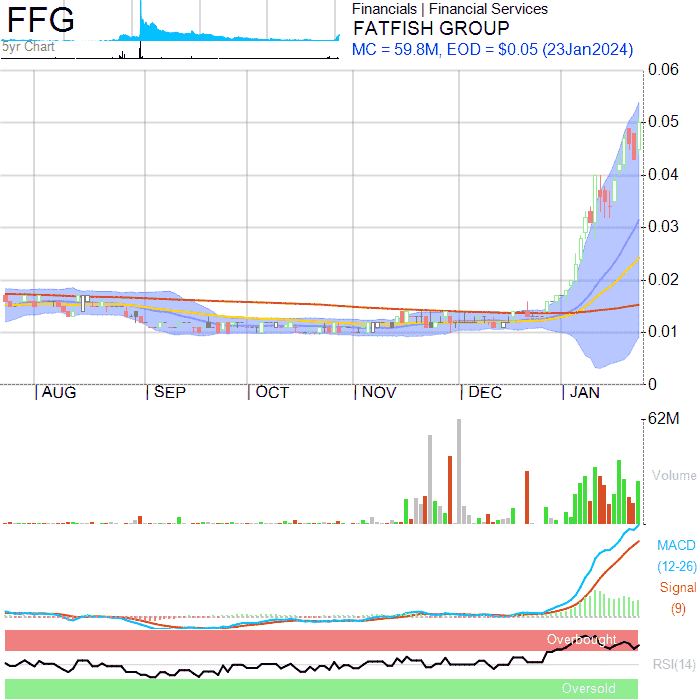 FFG
5yr Chart
Financials | Financial Services
FATFISH GROUP
MC = 59.8M, EOD = $0.05 (23Jan2024)
0.06
0.05
0.04
0.03
0.02
0.01
0
AUG SEP OCT NOV DEC JAN
62M
Volume
MACD
(12-26)
Signal
(9)
Overbought
RSI(14)
Oversold